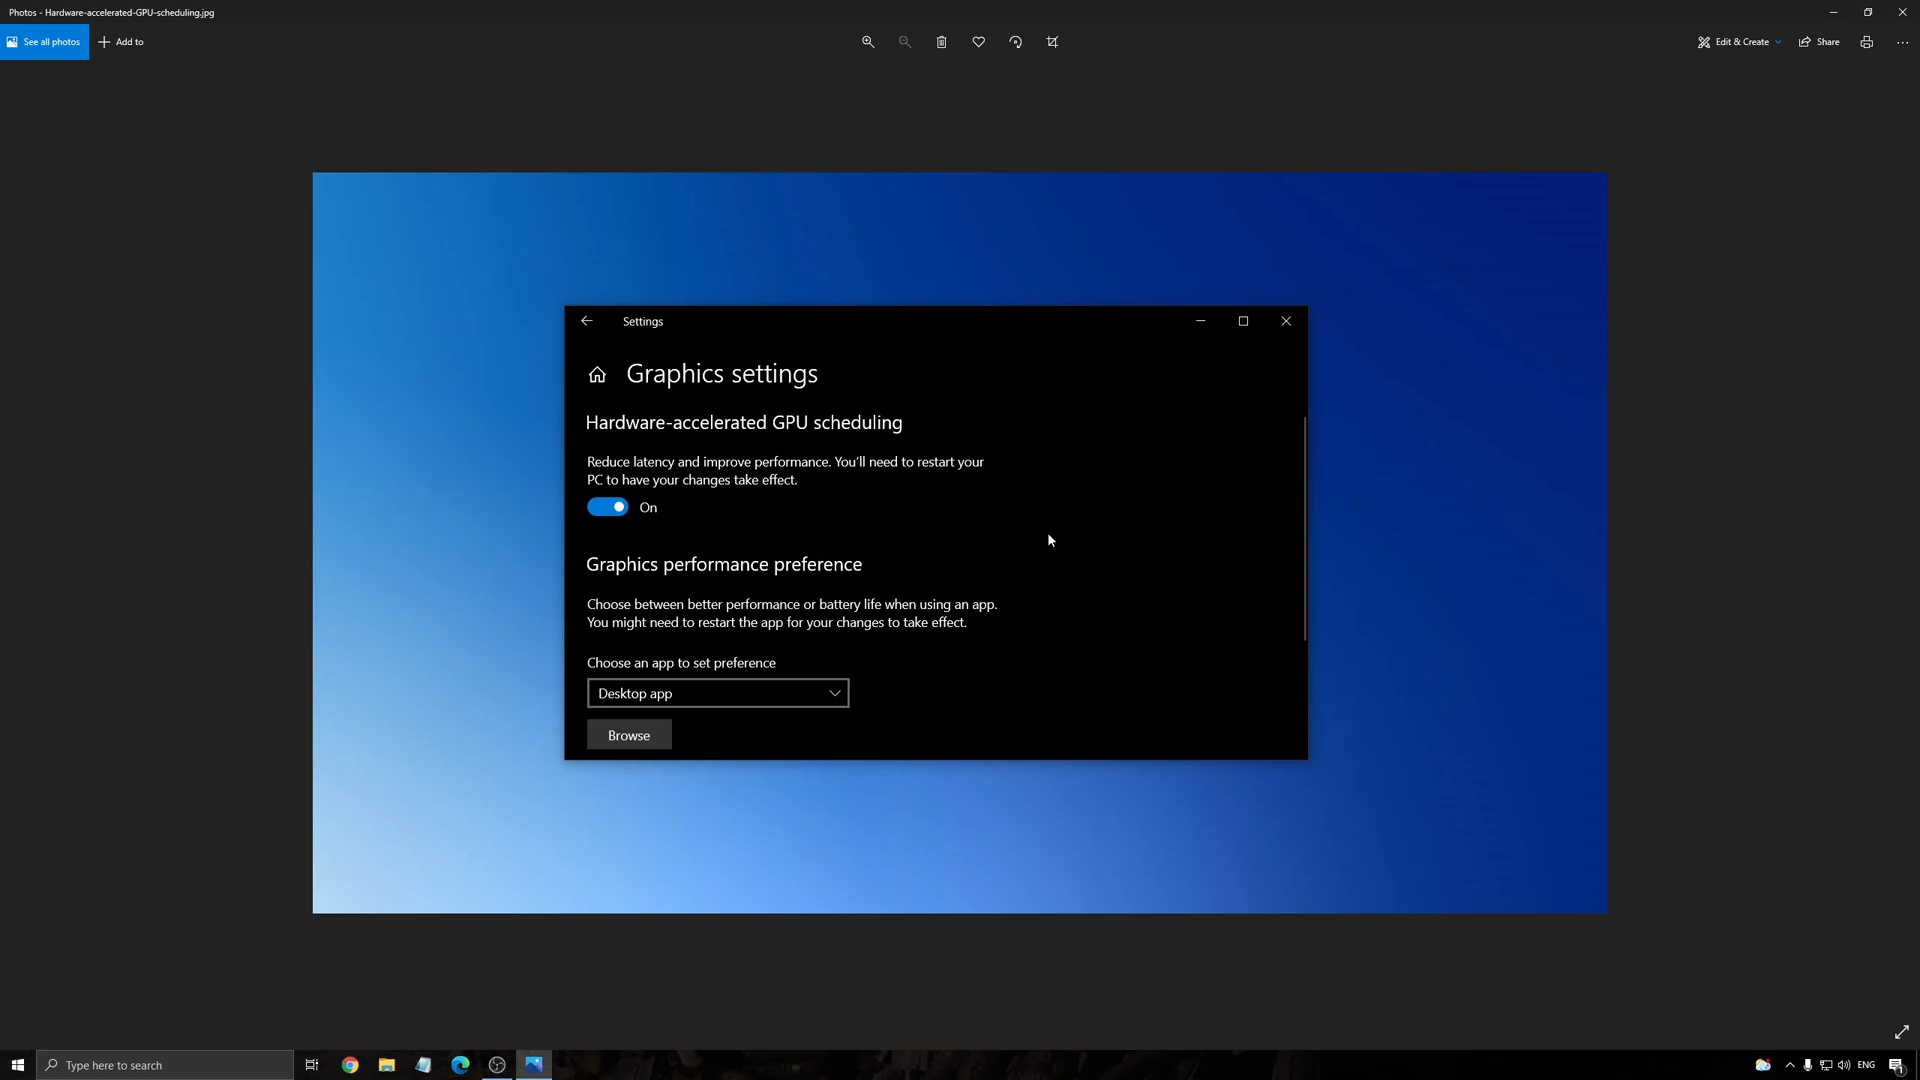 Photos - Hardware-accelerated-GPU-scheduling.jpg
See all photos
Add to
Edit & Create
Share
Settings
Graphics settings
Hardware-accelerated GPU scheduling
Reduce latency and improve performance. You'll need to restart your
PC to have your changes take effect.
On
Graphics performance preference
Choose between better performance or battery life when using an app.
You might need to restart the app for your changes to take effect.
Choose an app to set preference
Desktop app
Browse
Type here to search
ENG
1